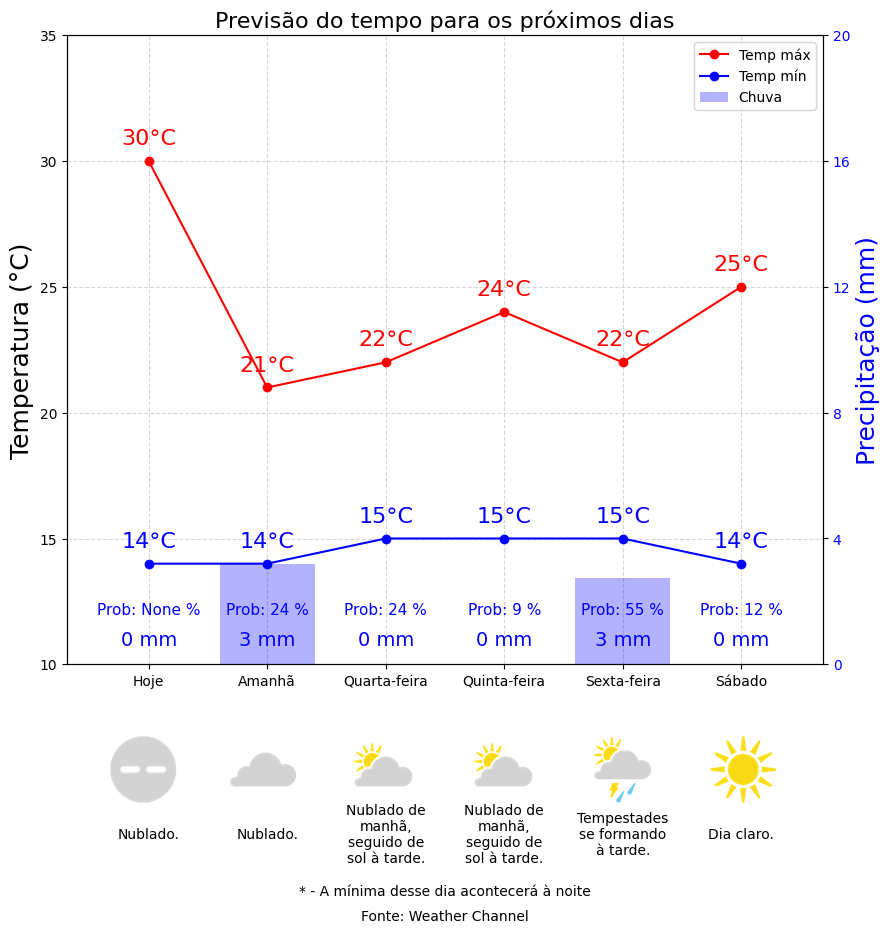 Previsão do tempo para os próximos dias
35
30
25
20
15
10
Temperatura (°C)
20
16
12
8
4
0
Precipitação (mm)
Temp máx
Temp mín
Chuva
30°C
21°C
22°C
24°C
22°C
25°C
14°C
14°C
15°C
15°C
15°C
14°C
Prob: None %
Prob: 24 %
Prob: 24 %
Prob: 9 %
Prob: 55 %
Prob: 12 %
0 mm
3 mm
0 mm
0 mm
3 mm
0 mm
Hoje
Amanhã
Quarta-feira
Quinta-feira
Sexta-feira
Sábado
Nublado.
Nublado.
Nublado de
manhã,
seguido de
sol à tarde.
Nublado de
manhã,
seguido de
sol à tarde.
Tempestades
se formando
à tarde.
Dia claro.
* - A mínima desse dia acontecerá à noite
Fonte: Weather Channel